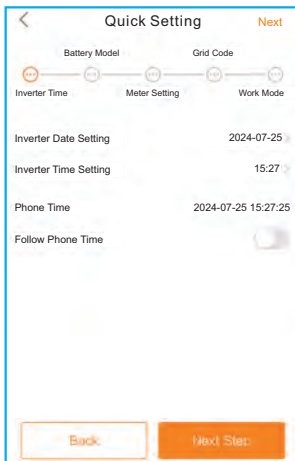 Quick Setting Next
Battery Model Grid Code
Inverter Time Meter Setting Work Mode
Inverter Date Setting 2024-07-25
Inverter Time Setting 15:27
Phone Time 2024-07-25 15:27:25
Follow Phone Time
Back Next Step